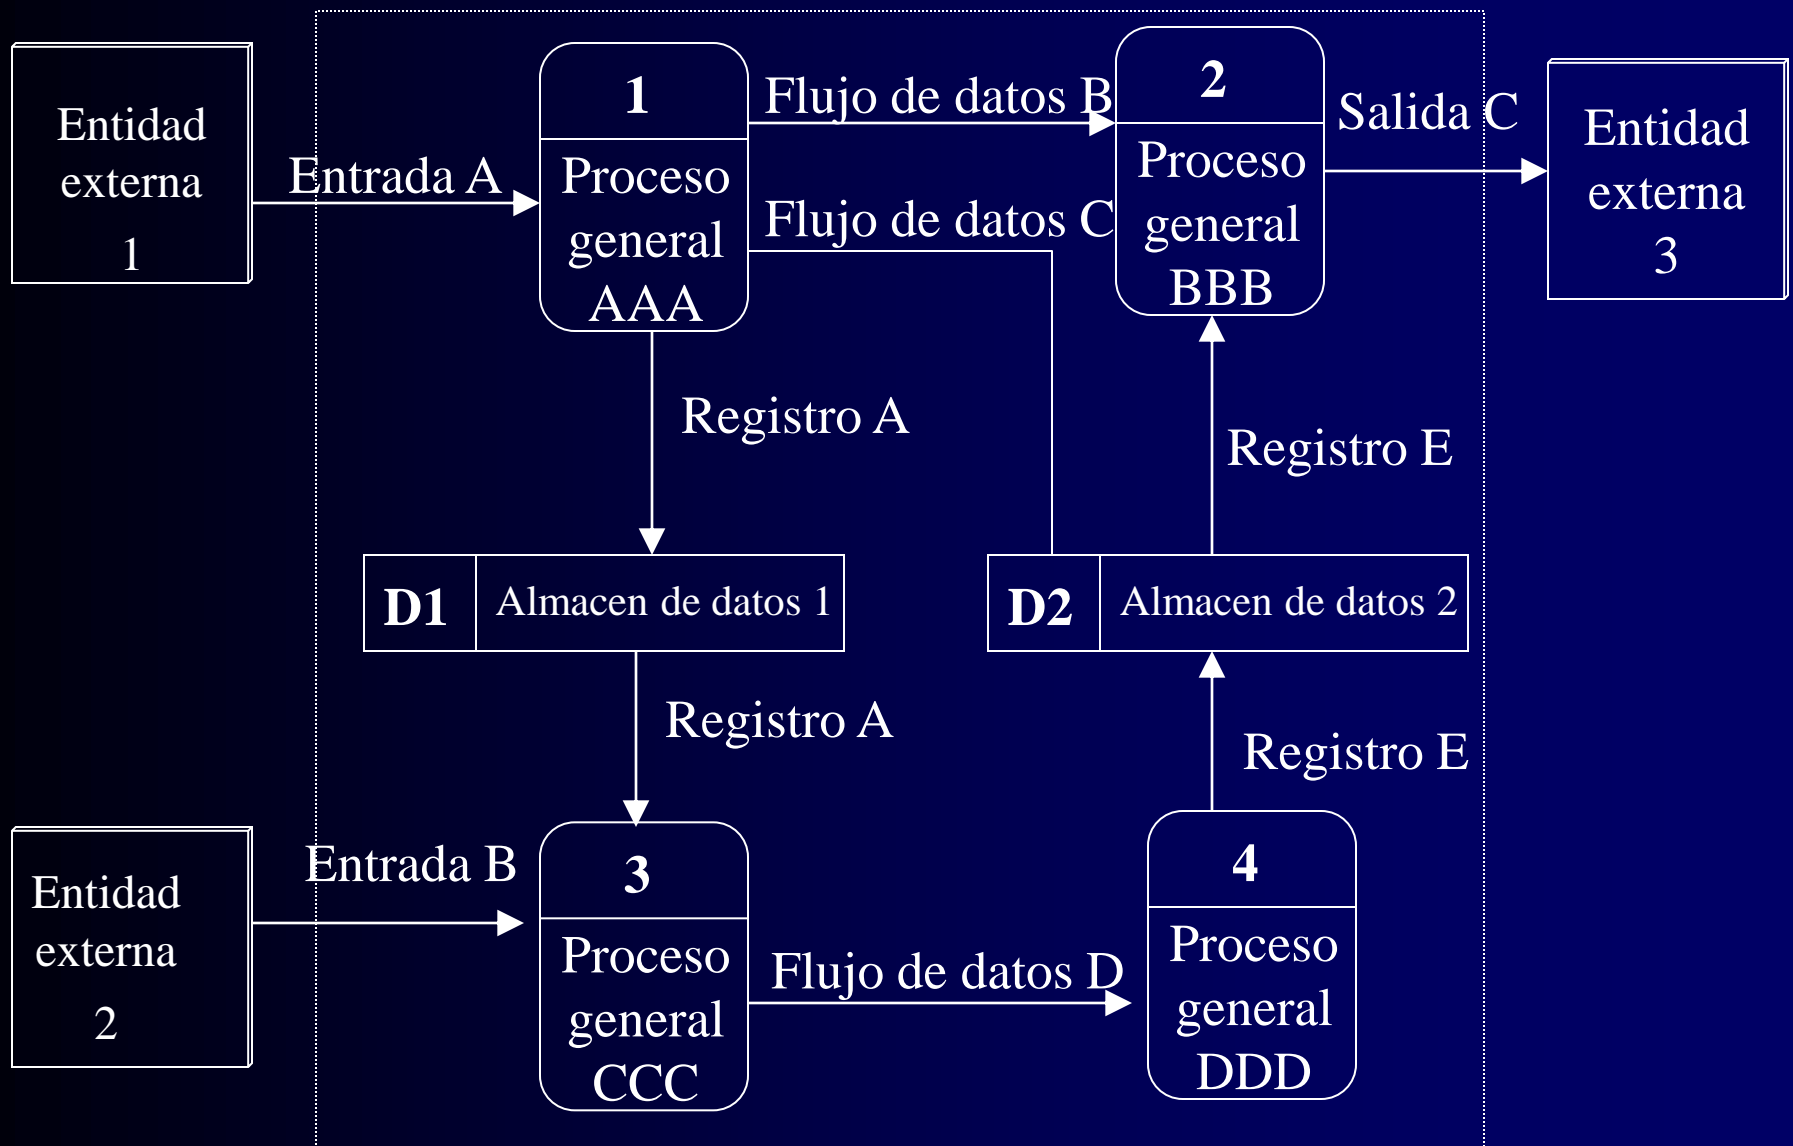 Entidad
externa
1
Entrada A
1
Proceso
general
AAA
Flujo de datos B
Flujo de datos C
2
Proceso
general
BBB
Salida C
Entidad
externa
3
Registro A
Registro E
D1
Almacen de datos 1
D2
Almacen de datos 2
Registro A
Registro E
Entidad
externa
2
Entrada B
3
Proceso
general
CCC
Flujo de datos D
4
Proceso
general
DDD